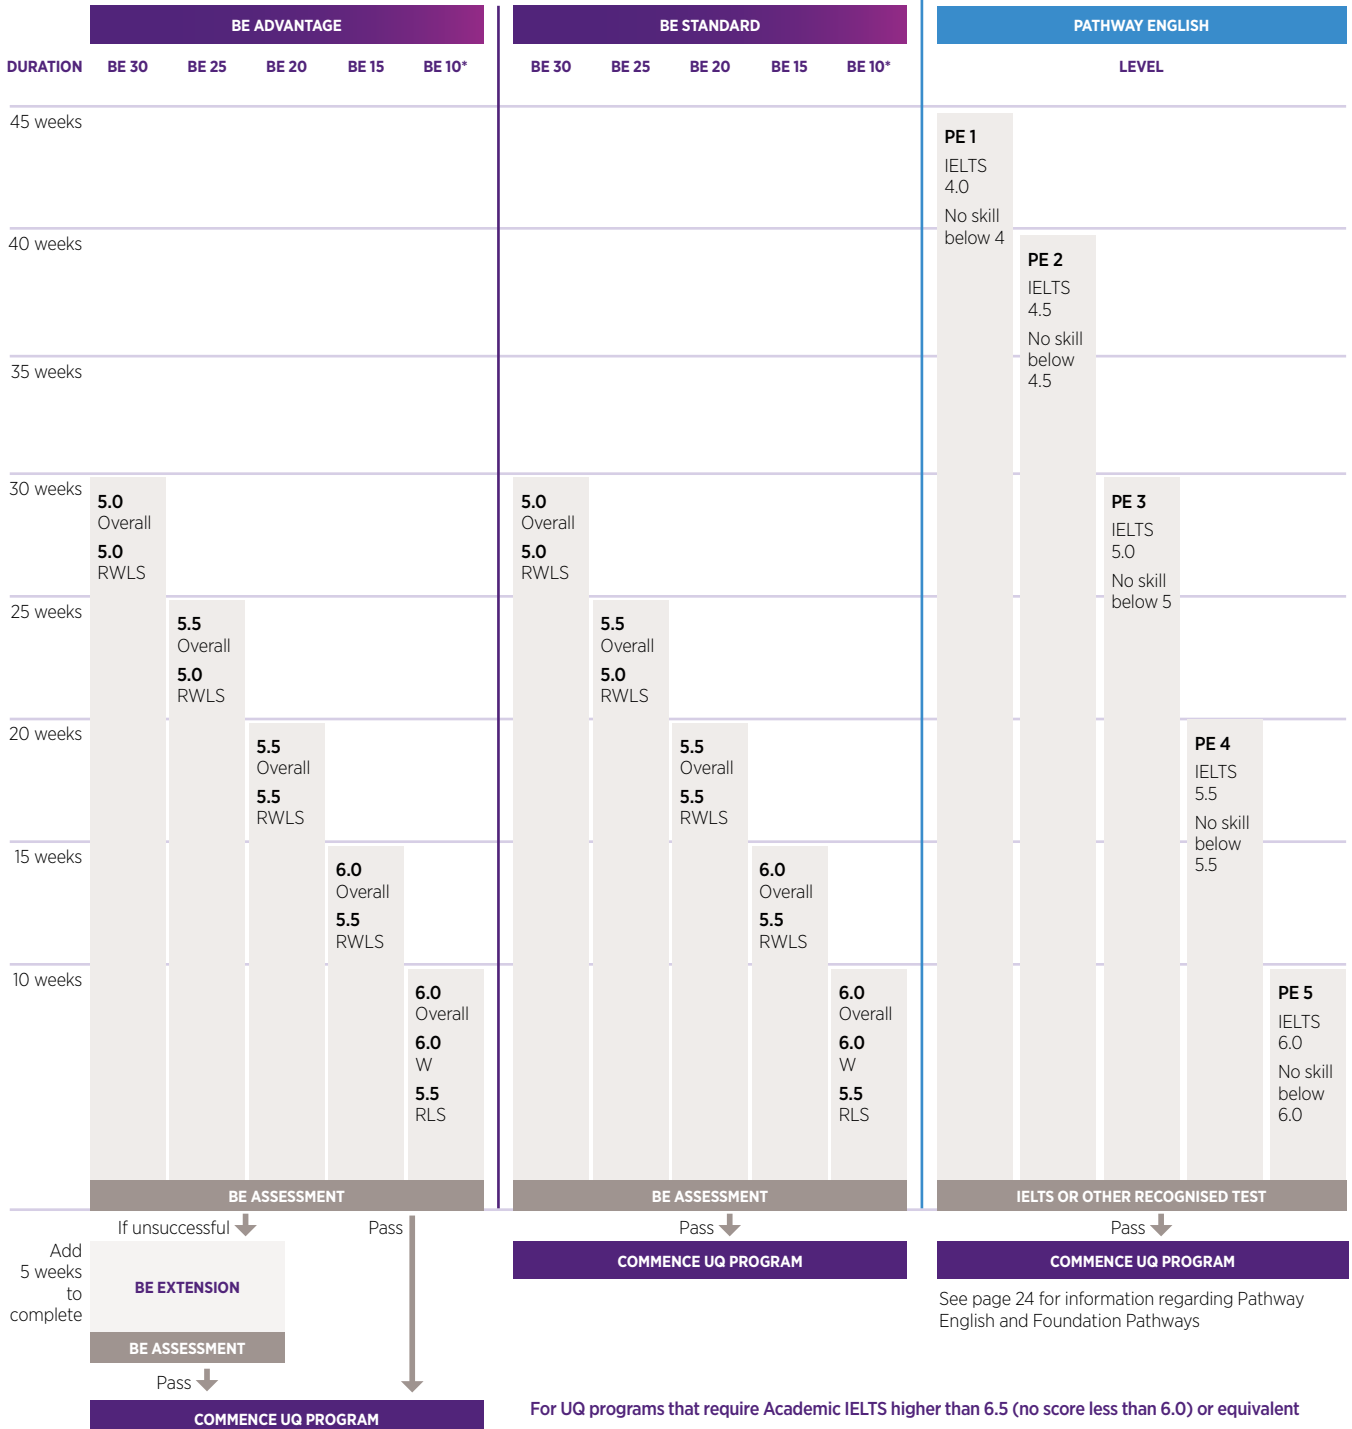 BE ADVANTAGE
BE STANDARD
PATHWAY ENGLISH
DURATION BE 30 BE 25 BE 20 BE 15 BE 10*
BE 30 BE 25 BE 20 BE 15 BE 10*
LEVEL
45 weeks
40 weeks
35 weeks
30 weeks
25 weeks
20 weeks
15 weeks
10 weeks
5.0
Overall
5.0
RWLS
5.5
Overall
5.0
RWLS
5.5
Overall
5.5
RWLS
6.0
Overall
5.5
RWLS
6.0
Overall
6.0
W
5.5
RLS
BE ASSESSMENT
If unsuccessful
Pass
Add
5 weeks
to
complete
BE EXTENSION
BE ASSESSMENT
Pass
COMMENCE UQ PROGRAM
5.0
Overall
5.0
RWLS
5.5
Overall
5.0
RWLS
5.5
Overall
5.5
RWLS
6.0
Overall
5.5
RWLS
6.0
Overall
6.0
W
5.5
RLS
BE ASSESSMENT
Pass
COMMENCE UQ PROGRAM
PE 1
IELTS
4.0
No skill
below 4
PE 2
IELTS
4.5
No skill
below
4.5
PE 3
IELTS
5.0
No skill
below 5
PE 4
IELTS
5.5
No skill
below
5.5
PE 5
IELTS
6.0
No skill
below
6.0
IELTS OR OTHER RECOGNISED TEST
Pass
COMMENCE UQ PROGRAM
See page 24 for information regarding Pathway
English and Foundation Pathways
For UQ programs that require Academic IELTS higher than 6.5 (no score less than 6.0) or equivalent